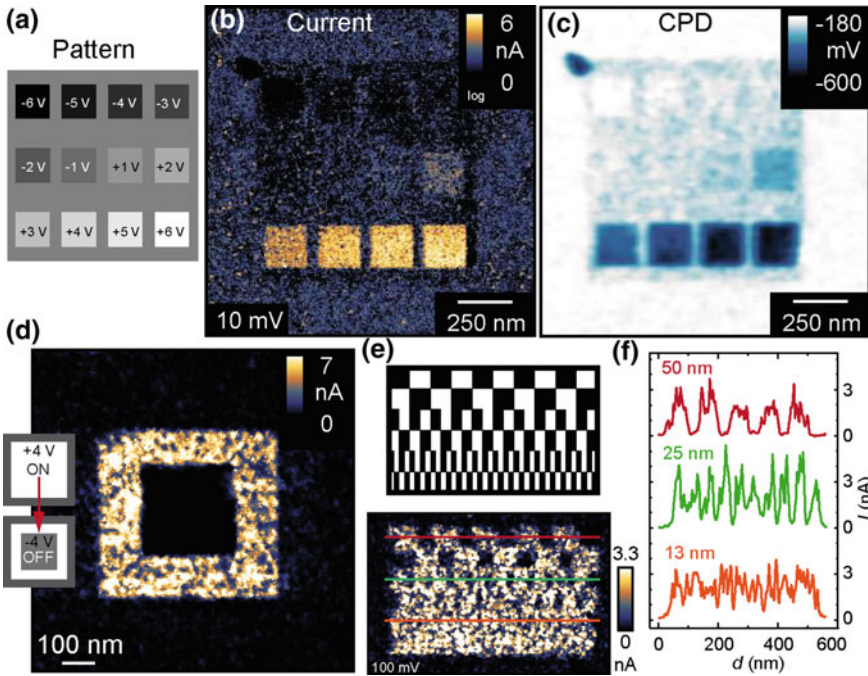 (a)
Pattern
-6 V -5 V -4 V -3 V
-2 V -1 V +1 V +2 V
+3 V +4 V +5 V +6 V
(b) Current
6
nA
0
log
10 mV
250 nm
(c) CPD
-180
mV
-600
250 nm
(d)
7
nA
0
+4 V
ON
-4 V
OFF
100 nm
(e)
3.3
0
nA
100 mV
(f)
50 nm
3
0
25 nm
3
0
13 nm
3
0
I (nA)
0 200 400 600
d (nm)